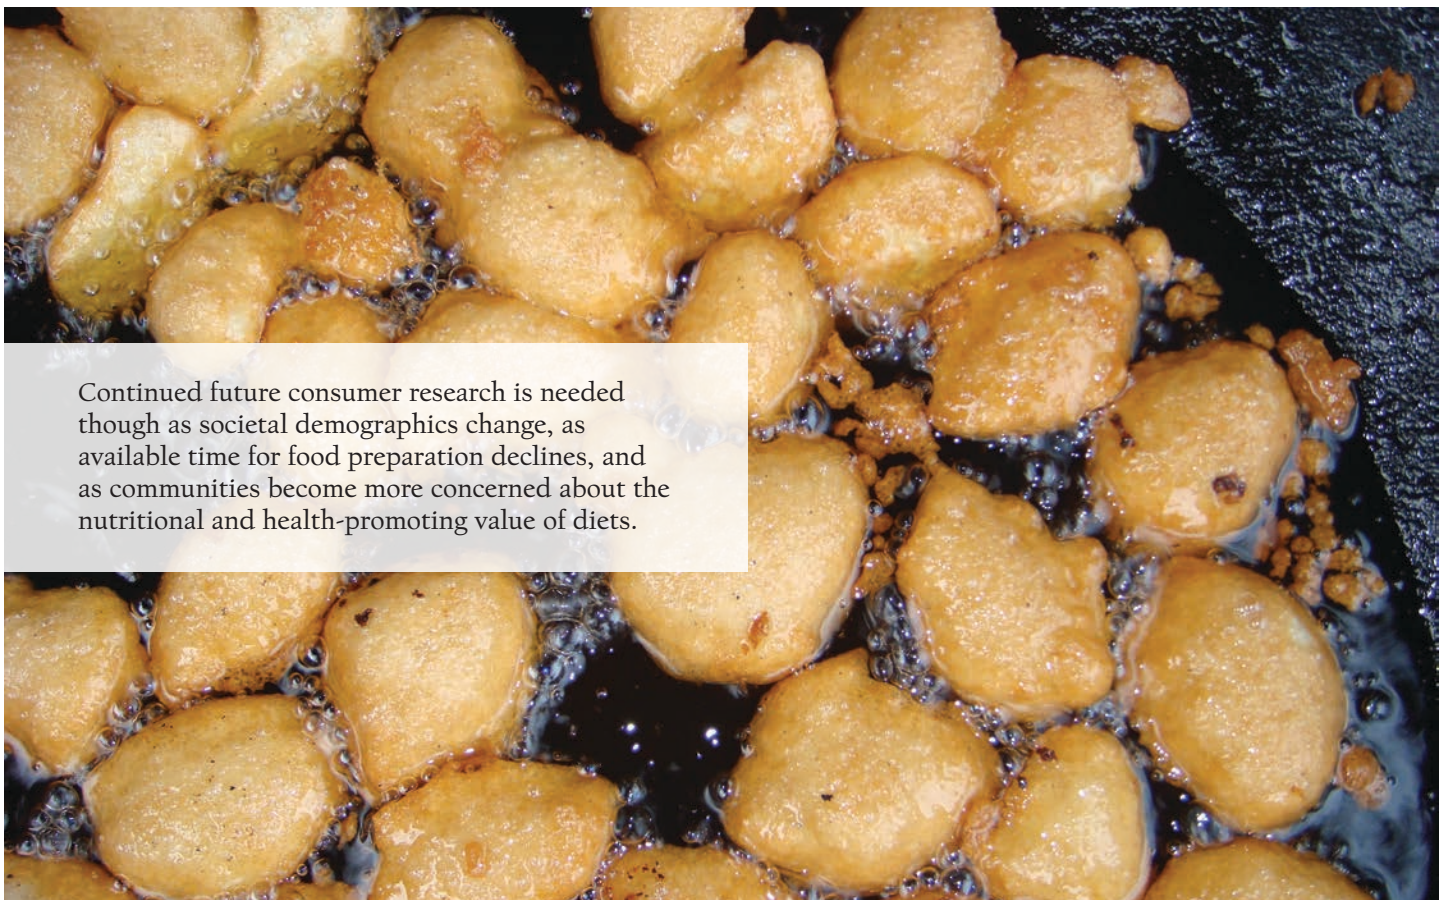 Continued future consumer research is needed
though as societal demographics change, as
available time for food preparation declines, and
as communities become more concerned about the
nutritional and health-promoting value of diets.